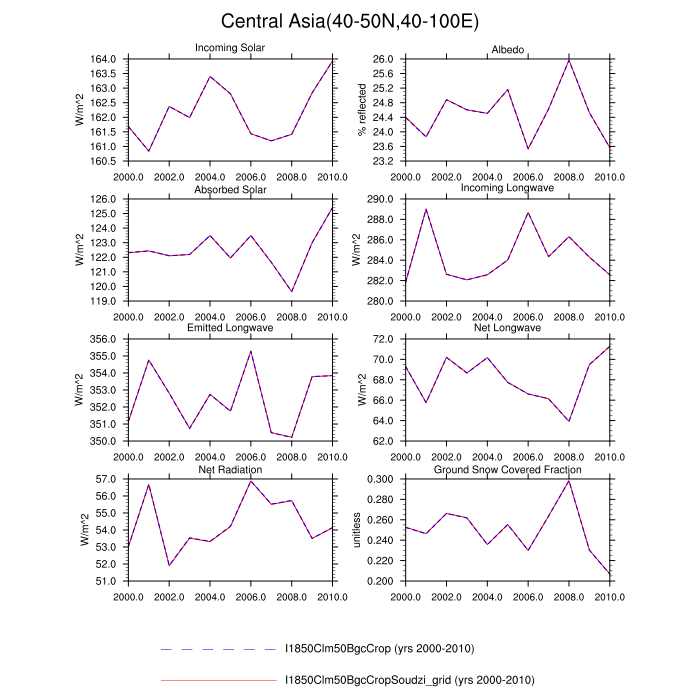 Central Asia(40-50N,40-100E)
Incoming Solar
W/m^2
164.0
163.5
163.0
162.5
162.0
161.5
161.0
160.5
2000.0 2002.0 2004.0 2006.0 2008.0 2010.0
Albedo
% reflected
26.0
25.6
25.2
24.8
24.4
24.0
23.6
23.2
2000.0 2002.0 2004.0 2006.0 2008.0 2010.0
Absorbed Solar
W/m^2
126.0
125.0
124.0
123.0
122.0
121.0
120.0
119.0
2000.0 2002.0 2004.0 2006.0 2008.0 2010.0
Incoming Longwave
W/m^2
290.0
288.0
286.0
284.0
282.0
280.0
2000.0 2002.0 2004.0 2006.0 2008.0 2010.0
Emitted Longwave
W/m^2
356.0
355.0
354.0
353.0
352.0
351.0
350.0
2000.0 2002.0 2004.0 2006.0 2008.0 2010.0
Net Longwave
W/m^2
72.0
70.0
68.0
66.0
64.0
62.0
2000.0 2002.0 2004.0 2006.0 2008.0 2010.0
Net Radiation
W/m^2
57.0
56.0
55.0
54.0
53.0
52.0
51.0
2000.0 2002.0 2004.0 2006.0 2008.0 2010.0
Ground Snow Covered Fraction
unitless
0.300
0.280
0.260
0.240
0.220
0.200
2000.0 2002.0 2004.0 2006.0 2008.0 2010.0
I1850Clm50BgcCrop (yrs 2000-2010)
I1850Clm50BgcCropSoudzi_grid (yrs 2000-2010)